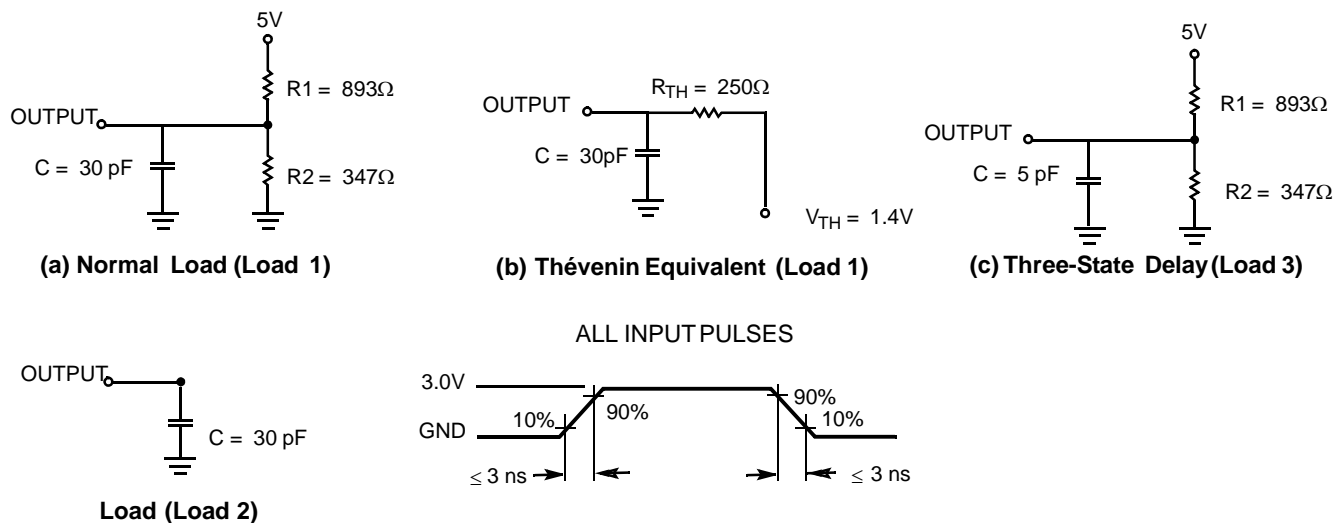 5V
R1 = 893Ω
OUTPUT
C = 30 pF
R2 = 347Ω
(a) Normal Load (Load 1)
RTH = 250Ω
OUTPUT
C = 30pF
VTH = 1.4V
(b) Thévenin Equivalent (Load 1)
5V
R1 = 893Ω
OUTPUT
C = 5 pF
R2 = 347Ω
(c) Three-State Delay (Load 3)
OUTPUT
C = 30 pF
Load (Load 2)
ALL INPUT PULSES
3.0V
90%
90%
10%
10%
GND
≤ 3 ns
≤ 3 ns